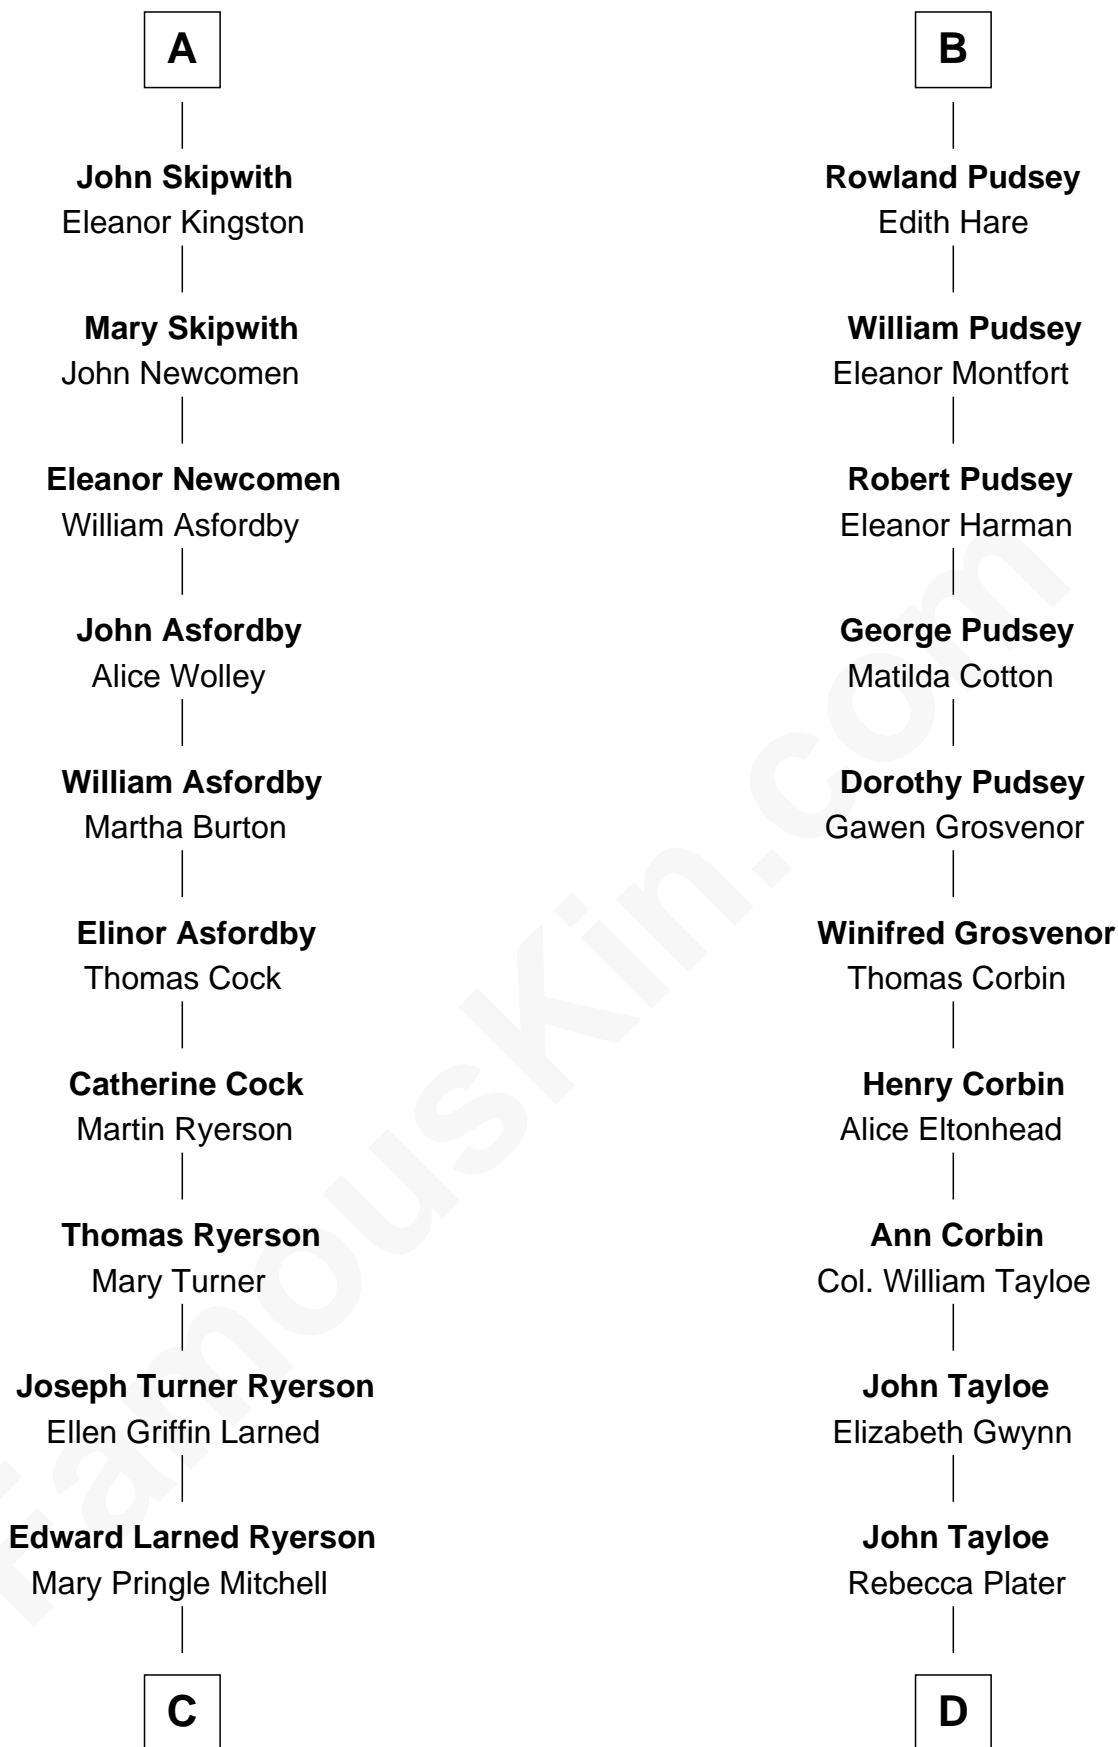 A
John Skipwith
Eleanor Kingston
Mary Skipwith
John Newcomen
Eleanor Newcomen
William Asfordby
John Asfordby
Alice Wolley
William Asfordby
Martha Burton
Elinor Asfordby
Thomas Cock
Catherine Cock
Martin Ryerson
Thomas Ryerson
Mary Turner
Joseph Turner Ryerson
Ellen Griffin Larned
Edward Larned Ryerson
Mary Pringle Mitchell
C
B
Rowland Pudsey
Edith Hare
William Pudsey
Eleanor Montfort
Robert Pudsey
Eleanor Harman
George Pudsey
Matilda Cotton
Dorothy Pudsey
Gawen Grosvenor
Winifred Grosvenor
Thomas Corbin
Henry Corbin
Alice Eltonhead
Ann Corbin
Col. William Tayloe
John Tayloe
Elizabeth Gwynn
John Tayloe
Rebecca Plater
D
FamousKin.com